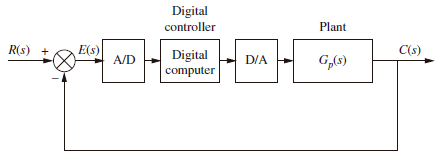 Digital
controller
Plant
R(s) + E(s) A/D Digital
computer D/A Gp(s) C(s)
−